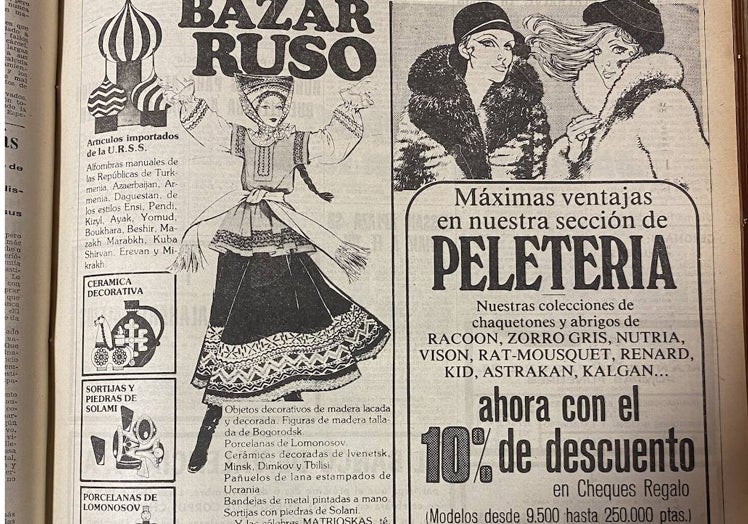 BAZAR
RUSO
Artículos importados
de la U.R.S.S.
Alfombras manuales de
las Repúblicas de Turk-
menia, Azaerbaijan, Ar-
menia, Daguestan, de
los estilos Ensi, Pendi,
Kizyl, Ayak, Yomud,
Boukhara, Beshir, Ma-
zakh Marabkh, Kuba
Shirvan, Erevan y Mi-
krakh.
CERAMICA
DECORATIVA
SORTIJAS Y
PIEDRAS DE
SOLAMI
PORCELANAS DE
LOMONOSOV
Objetos decorativos de madera lacada
y decorada. Figuras de madera talla-
da de Bogorodsk.
Porcelanas de Lomonosov.
Cerámicas decoradas de Ivenetsk,
Minsk, Dimkov y Tbilisi.
Pañuelos de lana estampados de
Ucrania.
Bandejas de metal pintadas a mano.
Sortijas con piedras de Solani.
Y las célebres MATRIOSKAS, té,
Máximas ventajas
en nuestra sección de
PELETERIA
Nuestras colecciones de
chaquetones y abrigos de
RACOON, ZORRO GRIS, NUTRIA,
VISON, RAT-MOUSQUET, RENARD,
KID, ASTRAKAN, KALGAN...
ahora con el
10% de descuento
en Cheques Regalo
(Modelos desde 9.500 hasta 250.000 ptas.)